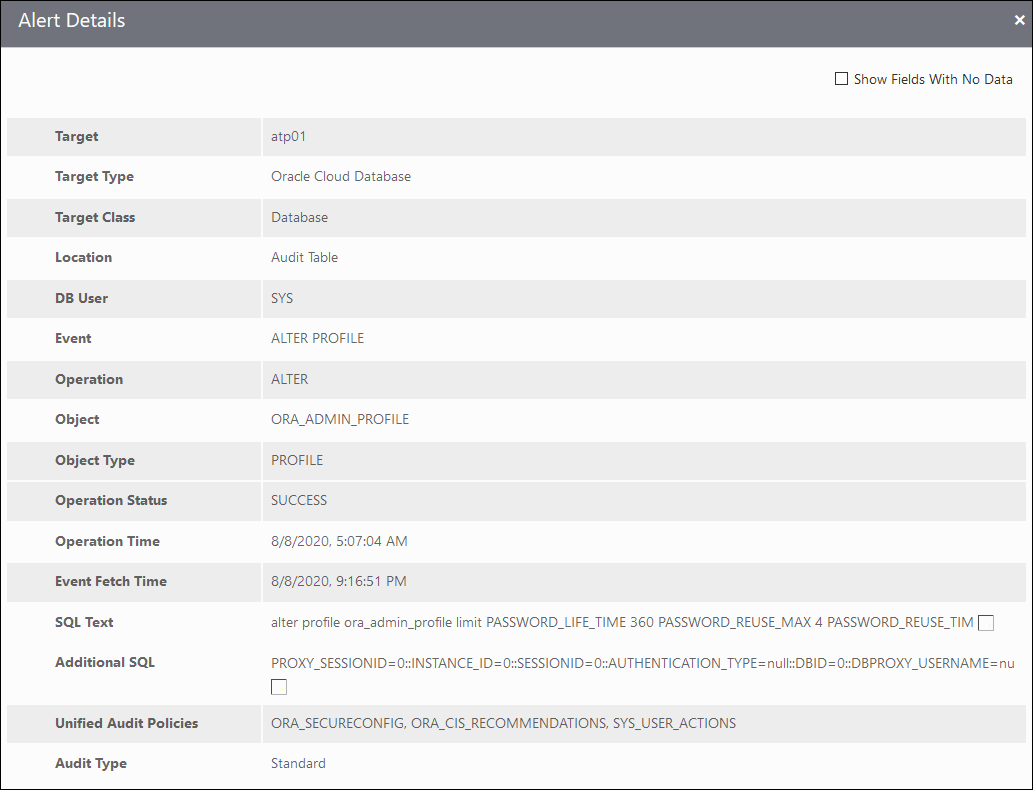 Alert Details ×
Show Fields With No Data
Target atp01
Target Type Oracle Cloud Database
Target Class Database
Location Audit Table
DB User SYS
Event ALTER PROFILE
Operation ALTER
Object ORA_ADMIN_PROFILE
Object Type PROFILE
Operation Status SUCCESS
Operation Time 8/8/2020, 5:07:04 AM
Event Fetch Time 8/8/2020, 9:16:51 PM
SQL Text alter profile ora_admin_profile limit PASSWORD_LIFE_TIME 360 PASSWORD_REUSE_MAX 4 PASSWORD_REUSE_TIM
Additional SQL PROXY_SESSIONID=0::INSTANCE_ID=0::SESSIONID=0::AUTHENTICATION_TYPE=null::DBID=0::DBPROXY_USERNAME=nu
Unified Audit Policies ORA_SECURECONFIG, ORA_CIS_RECOMMENDATIONS, SYS_USER_ACTIONS
Audit Type Standard